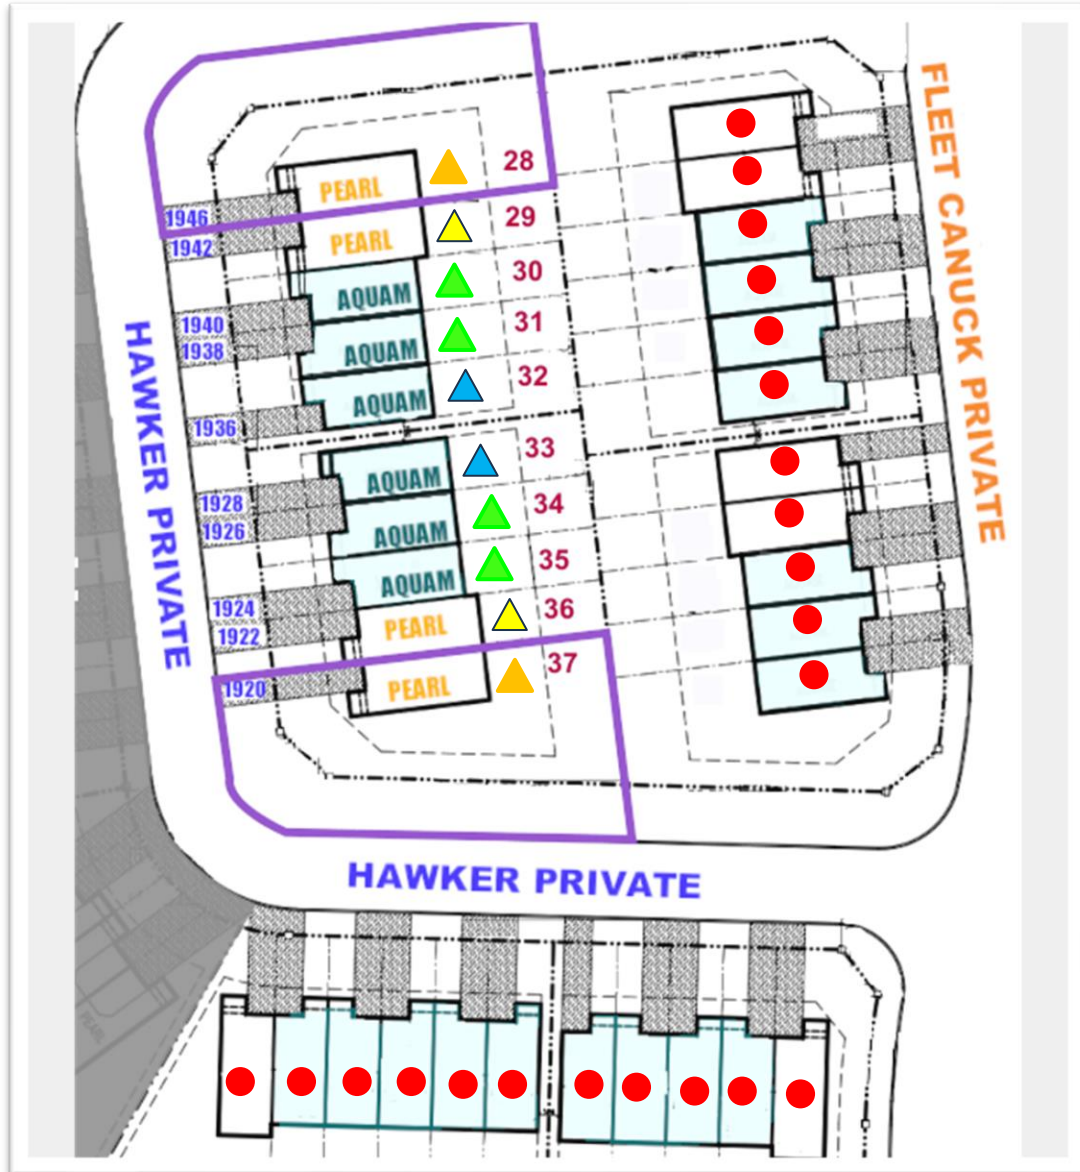 28
PEARL
1946
29
PEARL
1942
30
AQUAM
1940
31
AQUAM
1938
32
AQUAM
1936
33
AQUAM
1928
34
AQUAM
1926
35
AQUAM
1924
36
PEARL
1922
37
PEARL
1920
HAWKER PRIVATE
FLEET CANUCK PRIVATE
HAWKER PRIVATE
PEARL